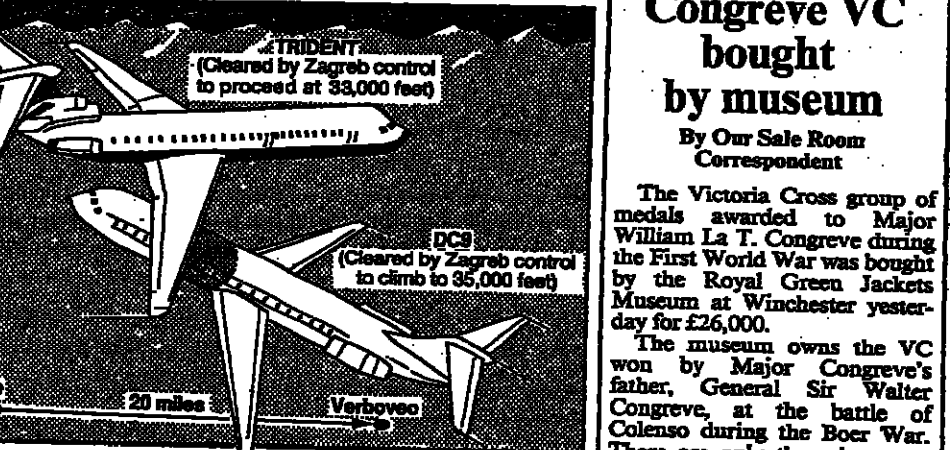 TRIDENT
(Cleared by Zagreb control
to proceed at 33,000 feet)
DC9
(Cleared by Zagreb control
to climb to 35,000 feet)
20 miles
Verboveo
Congreve VC
bought
by museum
By Our Sale Room
Correspondent
The Victoria Cross group of
medals awarded to Major
William La T. Congreve during
the First World War was bought
by the Royal Green Jackets
Museum at Winchester yester-
day for £26,000.
The museum owns the VC
won by Major Congreve's
father, General Sir Walter
Congreve, at the battle of
Colenso during the Boer War.